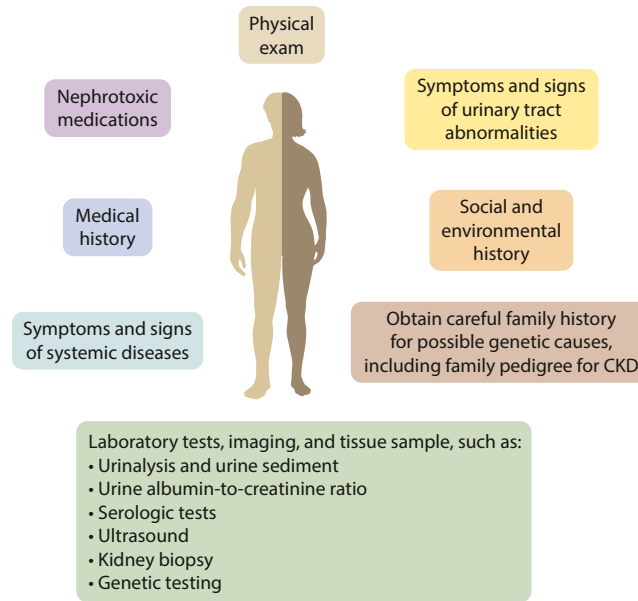 Physical
exam
Nephrotoxic
medications
Symptoms and signs
of urinary tract
abnormalities
Medical
history
Social and
environmental
history
Symptoms and signs
of systemic diseases
Obtain careful family history
for possible genetic causes,
including family pedigree for CKD
Laboratory tests, imaging, and tissue sample, such as:
• Urinalysis and urine sediment
• Urine albumin-to-creatinine ratio
• Serologic tests
• Ultrasound
• Kidney biopsy
• Genetic testing